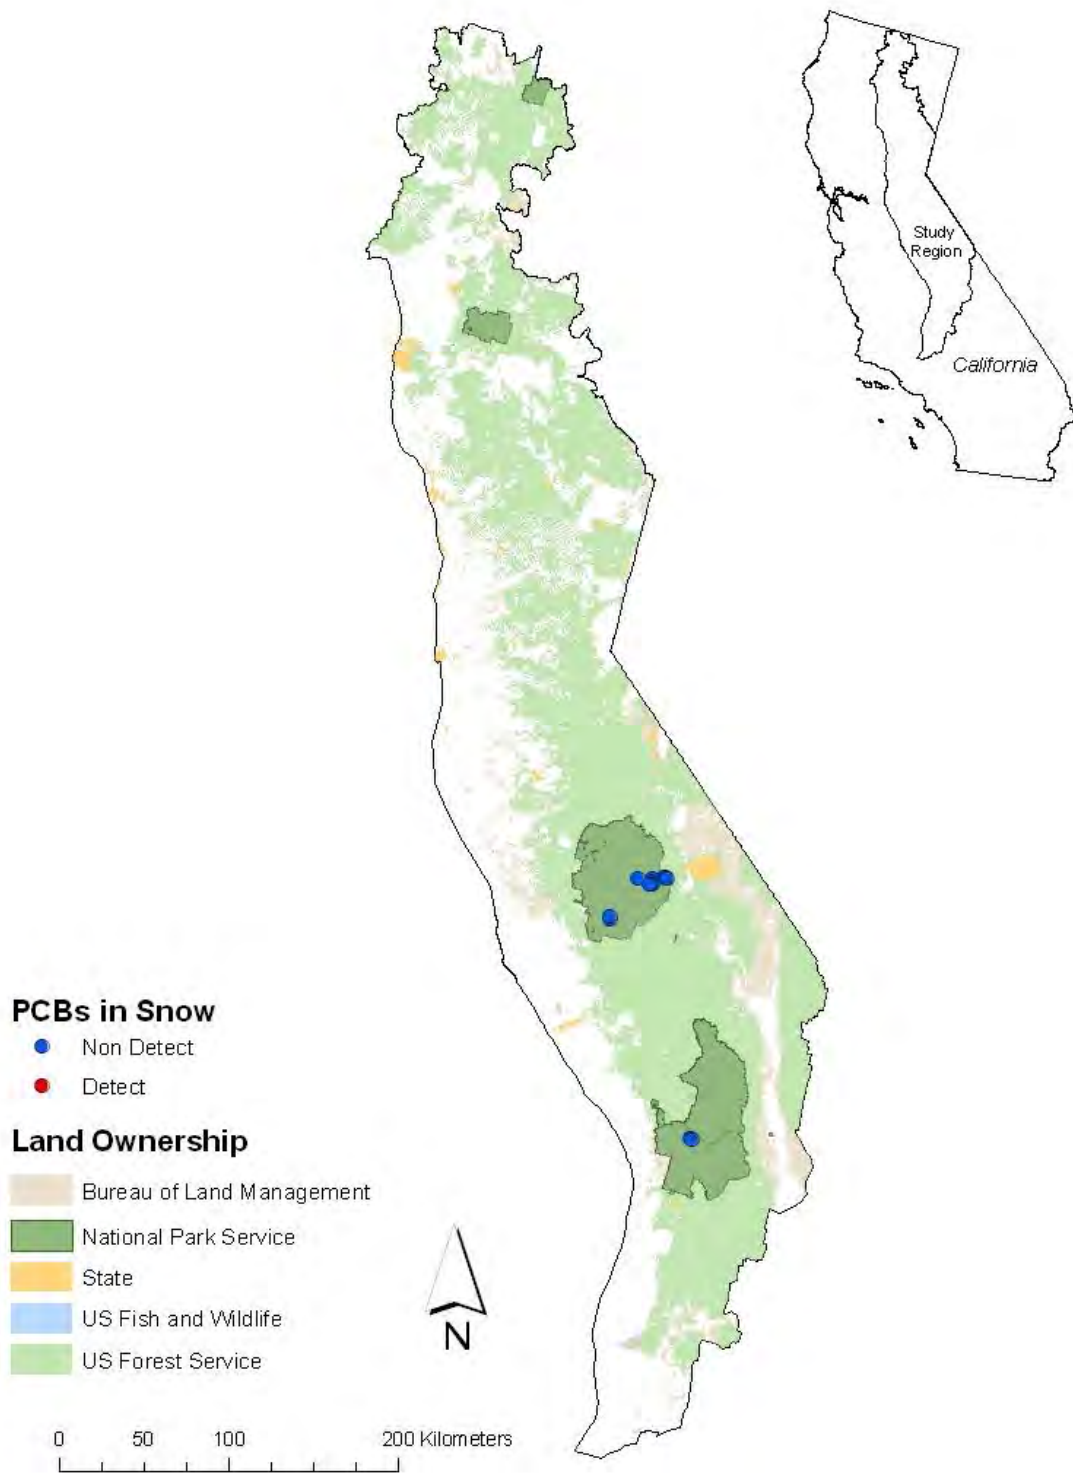 Study
Region
California
PCBs in Snow
Non Detect
Detect
Land Ownership
Bureau of Land Management
National Park Service
State
US Fish and Wildlife
US Forest Service
N
0 50 100 200 Kilometers